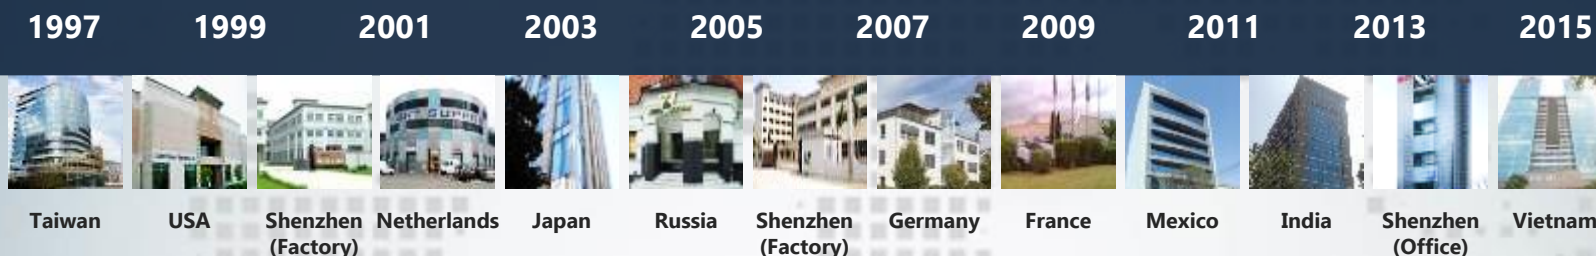 1997 1999 2001 2003 2005 2007 2009 2011 2013 2015
Taiwan USA Shenzhen Netherlands Japan Russia Shenzhen Germany France Mexico India Shenzhen Vietnam
(Factory) (Factory) (Office)